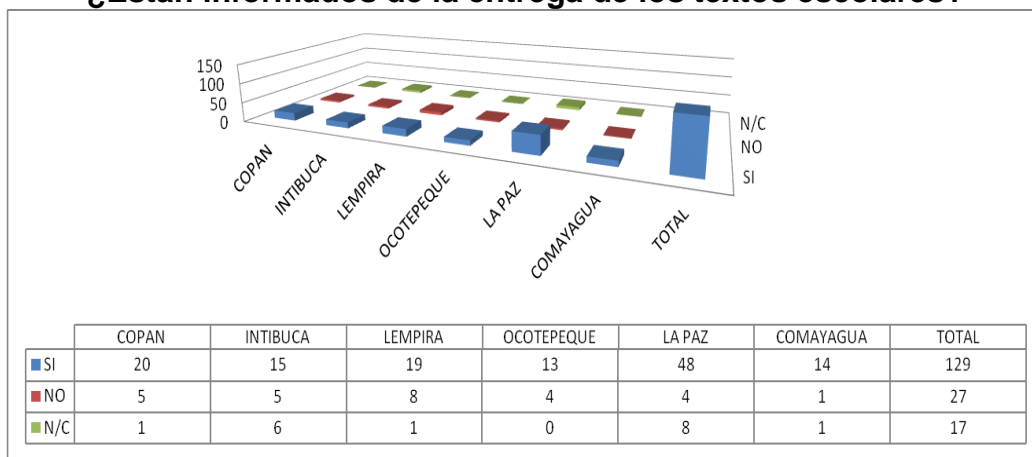 ¿Están informados de la entrega de los textos escolares?
150
100
50
0
N/C
NO
SI
COPAN
INTIBUCA
LEMPIRA
OCOTEPEQUE
LA PAZ
COMAYAGUA
TOTAL
COPAN INTIBUCA LEMPIRA OCOTEPEQUE LA PAZ COMAYAGUA TOTAL
SI 20 15 19 13 48 14 129
NO 5 5 8 4 4 1 27
N/C 1 6 1 0 8 1 17